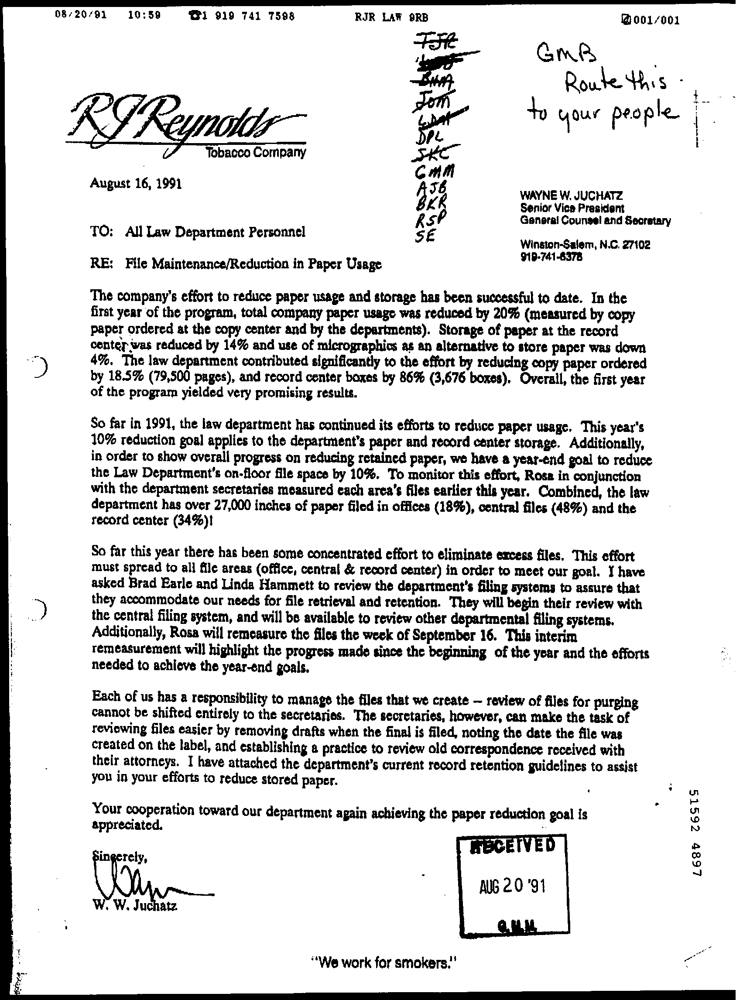 08/20/91 10:59 ☎1 919 741 7598 RJR LAW 9RB 001/001
TJR
BHM
JDM
DPL
SKC
GMM
AJB
BKR
RSP
SE
GMB
Route this
to your people
RJReynolds
Tobacco Company
August 16, 1991
WAYNE W. JUCHATZ
Senior Vice President
General Counsel and Secretary
Winston-Salem, N.C. 27102
919-741-5378
TO: All Law Department Personnel
RE: File Maintenance/Reduction in Paper Usage
The company's effort to reduce paper usage and storage has been successful to date. In the
first year of the program, total company paper usage was reduced by 20% (measured by copy
paper ordered at the copy center and by the departments). Storage of paper at the record
center was reduced by 14% and use of micrographics as an alternative to store paper was down
4%. The law department contributed significantly to the effort by reducing copy paper ordered
by 18.5% (79,500 pages), and record center boxes by 86% (3,676 boxes). Overall, the first year
of the program yielded very promising results.
So far in 1991, the law department has continued its efforts to reduce paper usage. This year's
10% reduction goal applies to the department's paper and record center storage. Additionally,
in order to show overall progress on reducing retained paper, we have a year-end goal to reduce
the Law Department's on-floor file space by 10%. To monitor this effort, Rosa in conjunction
with the department secretaries measured each area's files earlier this year. Combined, the law
department has over 27,000 inches of paper filed in offices (18%), central files (48%) and the
record center (34%)!
So far this year there has been some concentrated effort to eliminate excess files. This effort
must spread to all file areas (office, central & record center) in order to meet our goal. I have
asked Brad Earle and Linda Hammett to review the department's filing systems to assure that
they accommodate our needs for file retrieval and retention. They will begin their review with
the central filing system, and will be available to review other departmental filing systems.
Additionally, Rosa will remeasure the files the week of September 16. This interim
remeasurement will highlight the progress made since the beginning of the year and the efforts
needed to achieve the year-end goals.
Each of us has a responsibility to manage the files that we create -- review of files for purging
cannot be shifted entirely to the secretaries. The secretaries, however, can make the task of
reviewing files easier by removing drafts when the final is filed, noting the date the file was
created on the label, and establishing a practice to review old correspondence received with
their attorneys. I have attached the department's current record retention guidelines to assist
you in your efforts to reduce stored paper.
Your cooperation toward our department again achieving the paper reduction goal is
appreciated.
Sincerely,
W. W. Juchatz
RECEIVED
AUG 20 '91
G.M.M.
51592 4897
"We work for smokers."